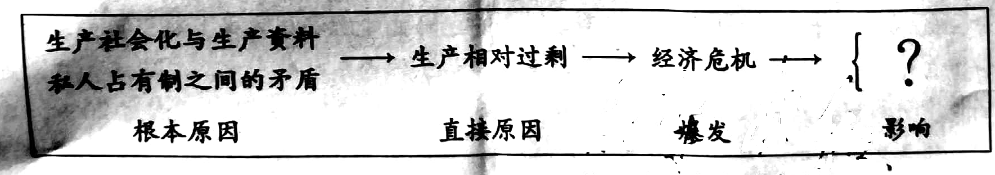 生产社会化与生产资料
私人占有制之间的矛盾 → 生产相对过剩 → 经济危机 → { ?
根本原因 直接原因 爆发 影响